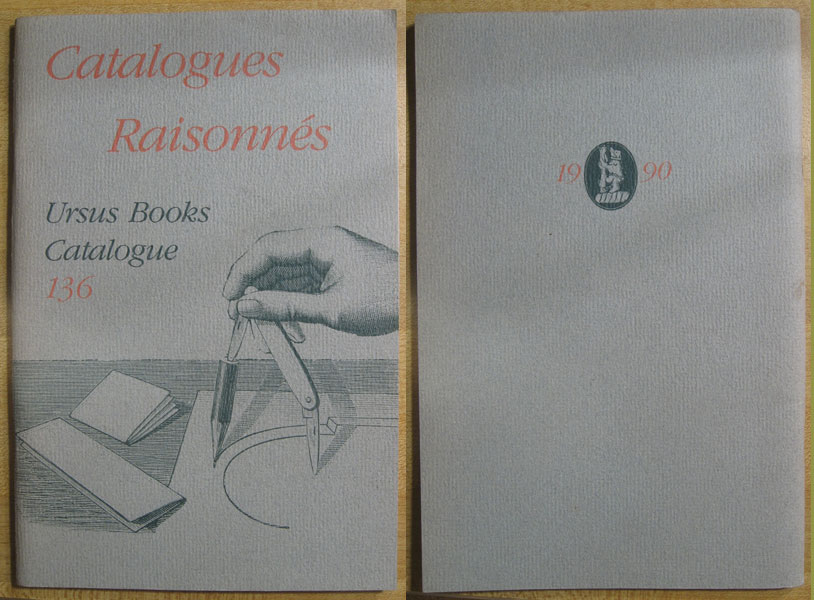 Catalogues
Raisonnés
Ursus Books
Catalogue
136
19 90